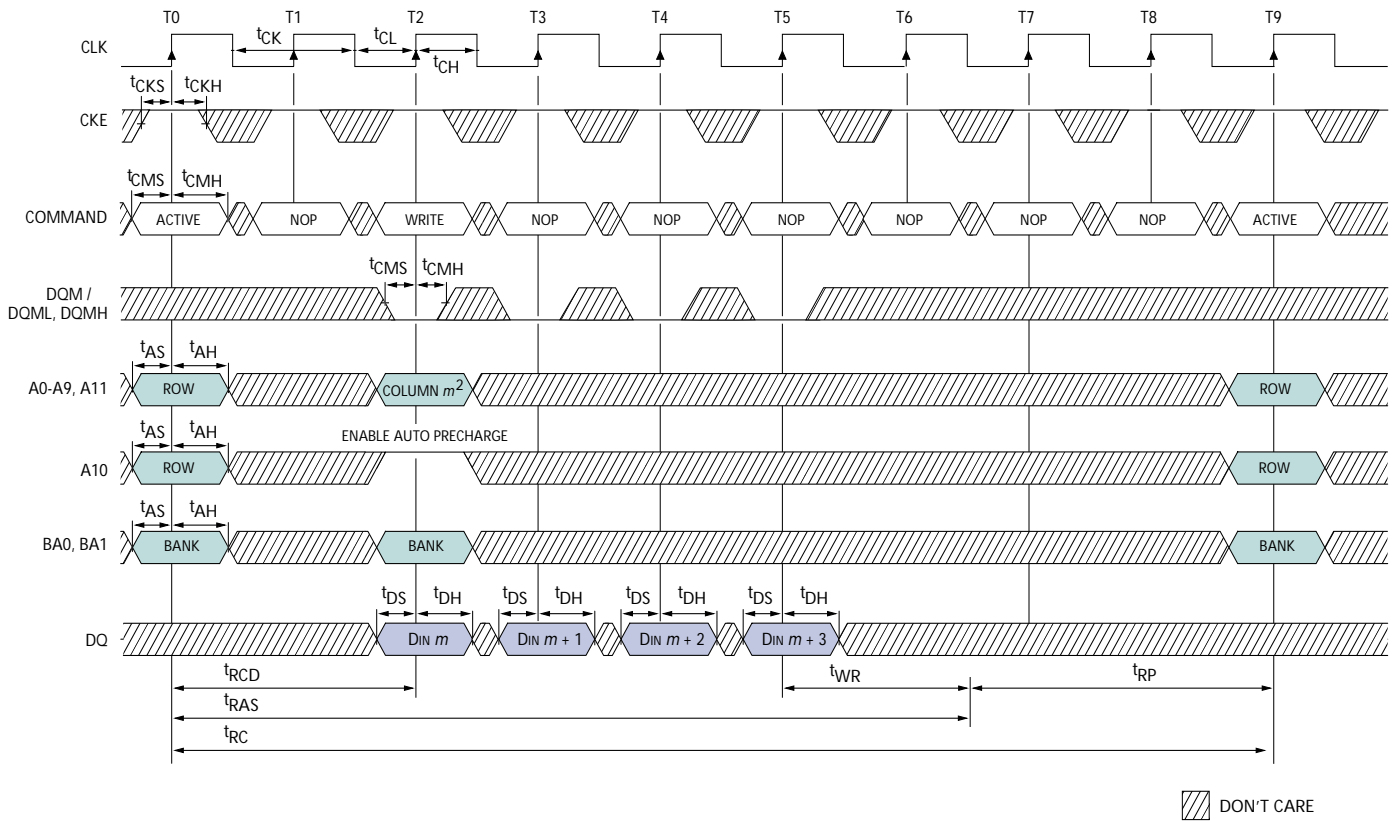 T0 T1 T2 T3 T4 T5 T6 T7 T8 T9
CLK
tCK tCL
tCH
tCKS tCKH
CKE
tCMS tCMH
COMMAND ACTIVE NOP WRITE NOP NOP NOP NOP NOP NOP ACTIVE
tCMS tCMH
DQM /
DQML, DQMH
tAS tAH
A0-A9, A11 ROW COLUMN m2 ROW
ENABLE AUTO PRECHARGE
tAS tAH
A10 ROW ROW
tAS tAH
BA0, BA1 BANK BANK BANK
tDS tDH tDS tDH tDS tDH tDS tDH
DQ DIN m DIN m + 1 DIN m + 2 DIN m + 3
tRCD tWR tRP
tRAS
tRC
DON'T CARE